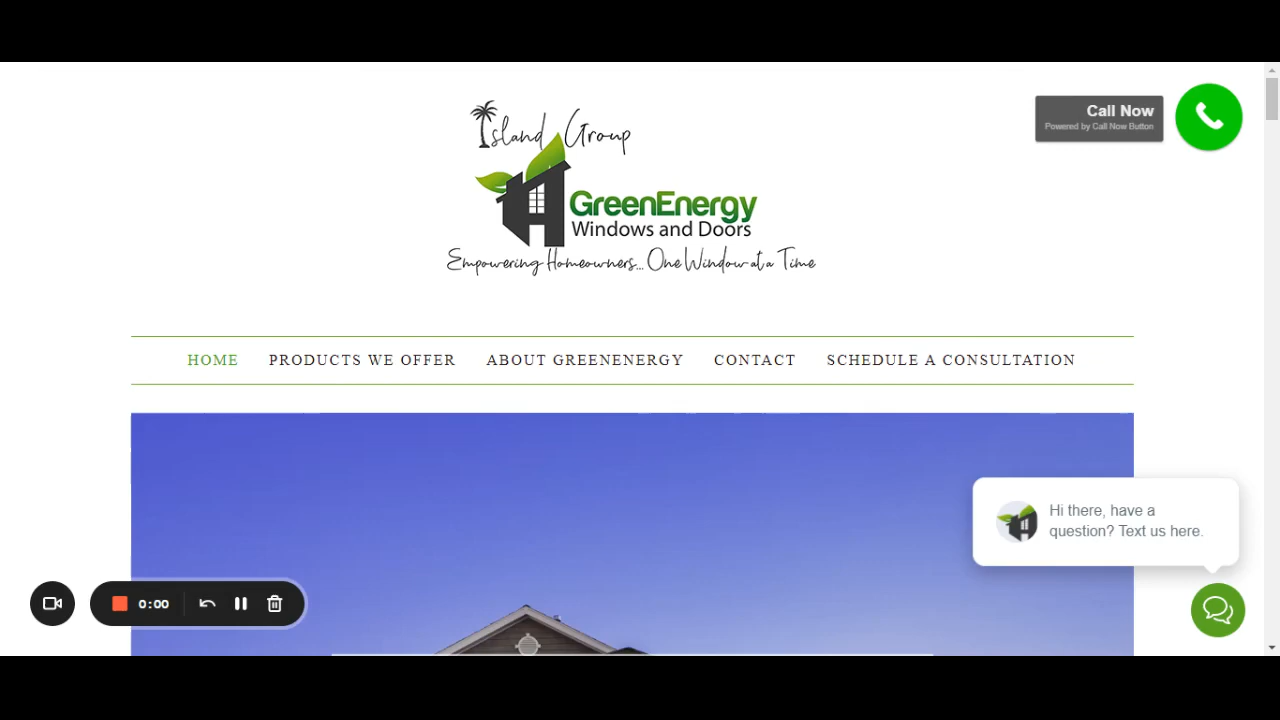 Island Group
GreenEnergy
Windows and Doors
Empowering Homeowners... One Window at a Time
Call Now
Powered by Call Now Button
HOME PRODUCTS WE OFFER ABOUT GREENENERGY CONTACT SCHEDULE A CONSULTATION
Hi there, have a
question? Text us here.
0:00